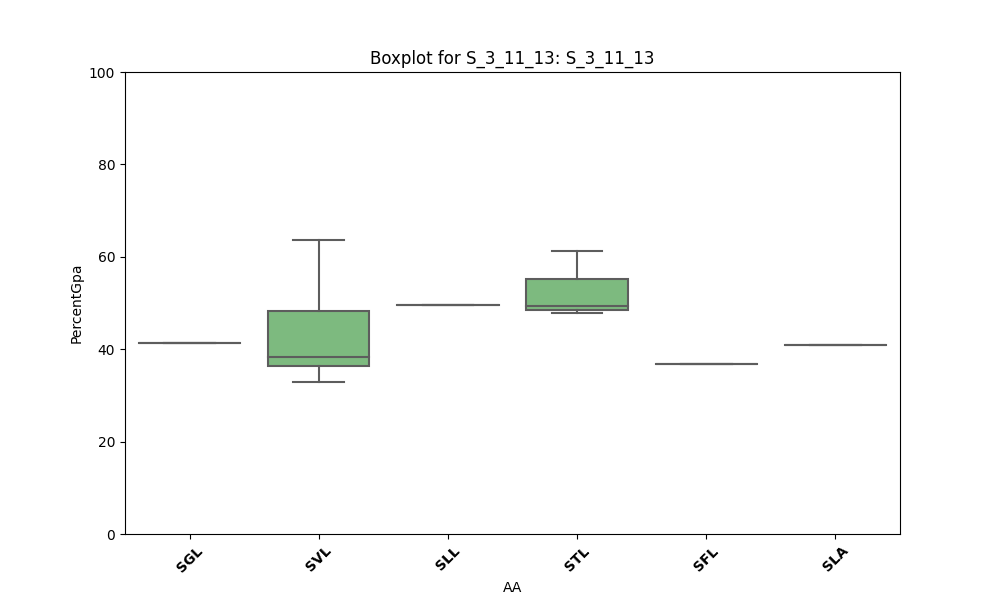 Boxplot for S_3_11_13: S_3_11_13
100
80
60
40
20
0
PercentGpa
SGL
SVL
SLL
STL
SFL
SLA
AA